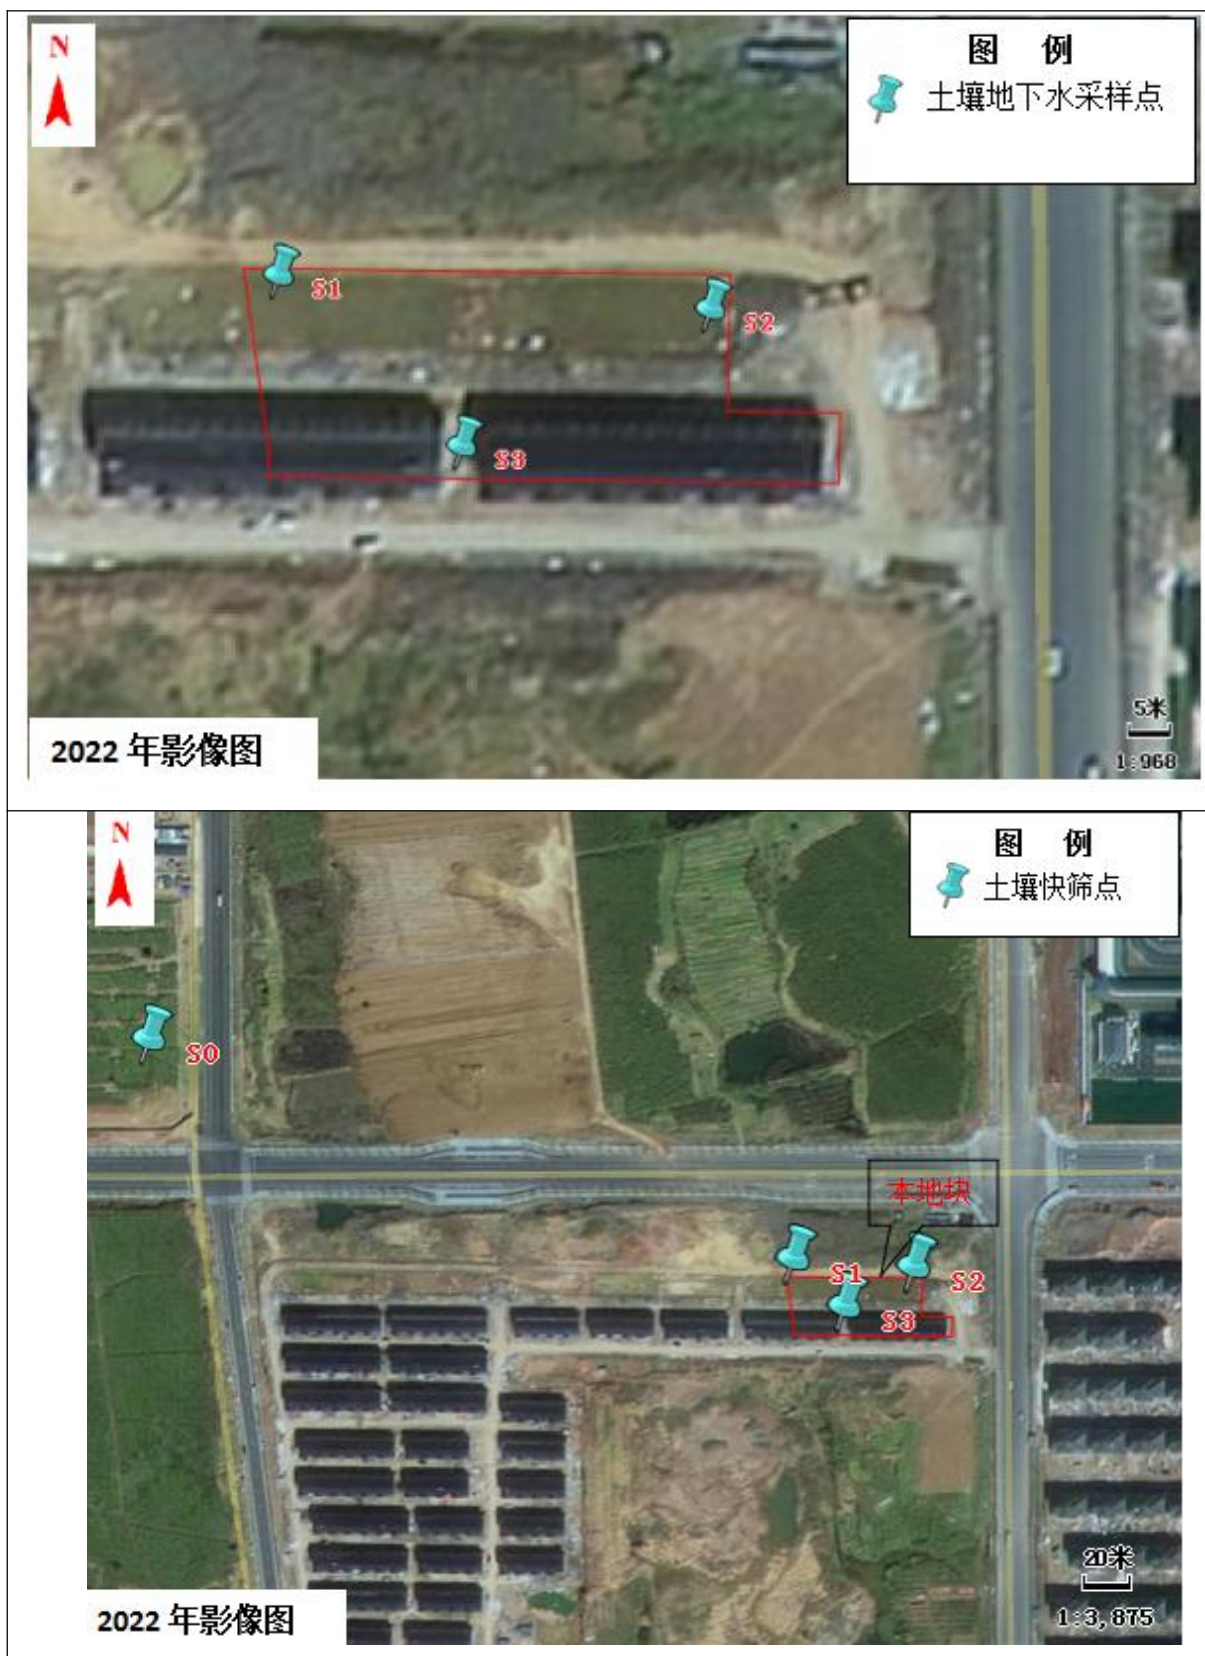 N
图 例
土壤地下水采样点
S1
S2
S3
5米
1:968
2022 年影像图
N
图 例
土壤快筛点
S0
本地块
S1
S2
S3
20米
1:3,875
2022 年影像图